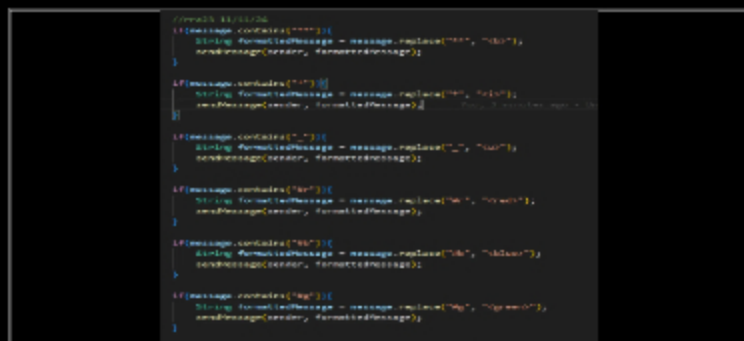 if(message.contains("**")){
String formattedMessage = message.replace("**", "<b>");
sendMessage(sender, formattedMessage);
}
if(message.contains("*")){
String formattedMessage = message.replace("*", "<i>");
sendMessage(sender, formattedMessage);
}
if(message.contains("_")){
String formattedMessage = message.replace("_", "<u>");
sendMessage(sender, formattedMessage);
}
if(message.contains("&r")){
String formattedMessage = message.replace("&r", "<red>");
sendMessage(sender, formattedMessage);
}
if(message.contains("&b")){
String formattedMessage = message.replace("&b", "<blue>");
sendMessage(sender, formattedMessage);
}
if(message.contains("&g")){
String formattedMessage = message.replace("&g", "<green>");
sendMessage(sender, formattedMessage);
}